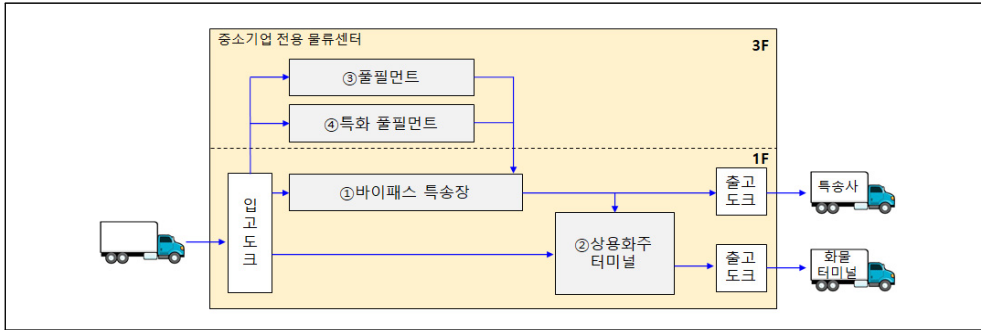 중소기업 전용 물류센터
3F
③풀필먼트
④특화 풀필먼트
1F
입
고
도
크
①바이패스 특송장
출고
도크
특송사
②상용화주
터미널
출고
도크
화물
터미널